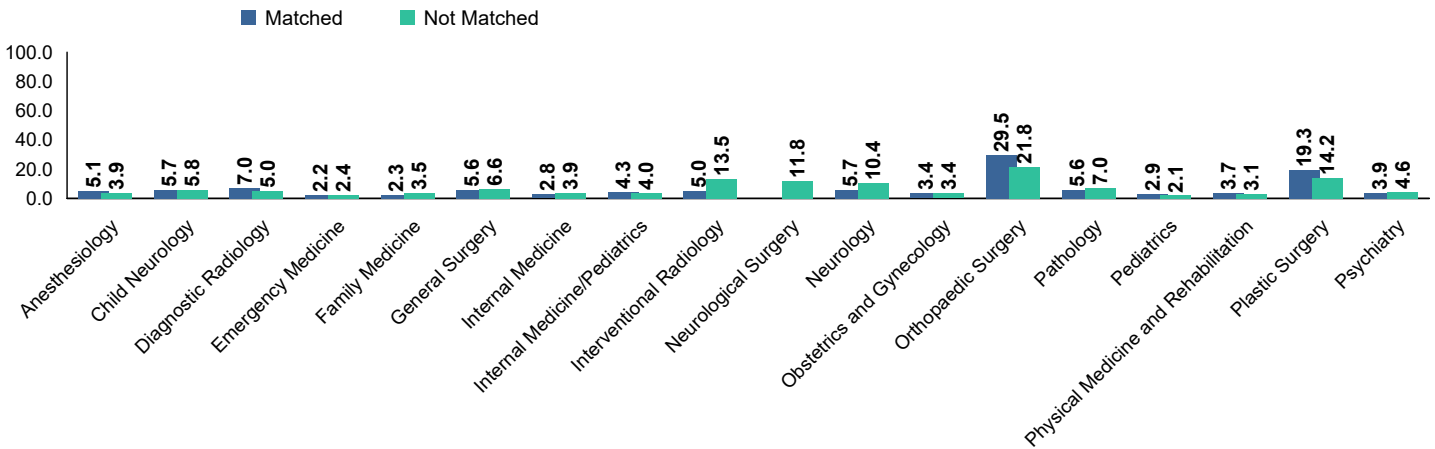 Matched Not Matched
100.0
80.0
60.0
40.0
20.0
0.0
5.1 3.9 5.7 5.8 7.0 5.0 2.2 2.4 2.3 3.5 5.6 6.6 2.8 3.9 4.3 4.0 5.0 13.5 11.8 5.7 10.4 3.4 3.4 29.5 21.8 5.6 7.0 2.9 2.1 3.7 3.1 19.3 14.2 3.9 4.6
Anesthesiology
Child Neurology
Diagnostic Radiology
Emergency Medicine
Family Medicine
General Surgery
Internal Medicine
Internal Medicine/Pediatrics
Interventional Radiology
Neurological Surgery
Neurology
Obstetrics and Gynecology
Orthopaedic Surgery
Pathology
Pediatrics
Physical Medicine and Rehabilitation
Plastic Surgery
Psychiatry